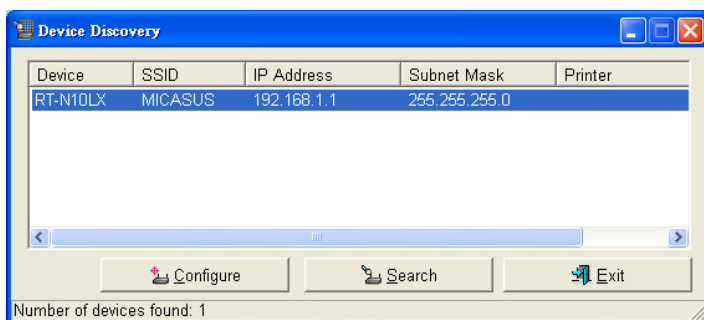 Device Discovery
Device SSID IP Address Subnet Mask Printer
RT-N10LX MICASUS 192.168.1.1 255.255.255.0
Configure Search Exit
Number of devices found: 1